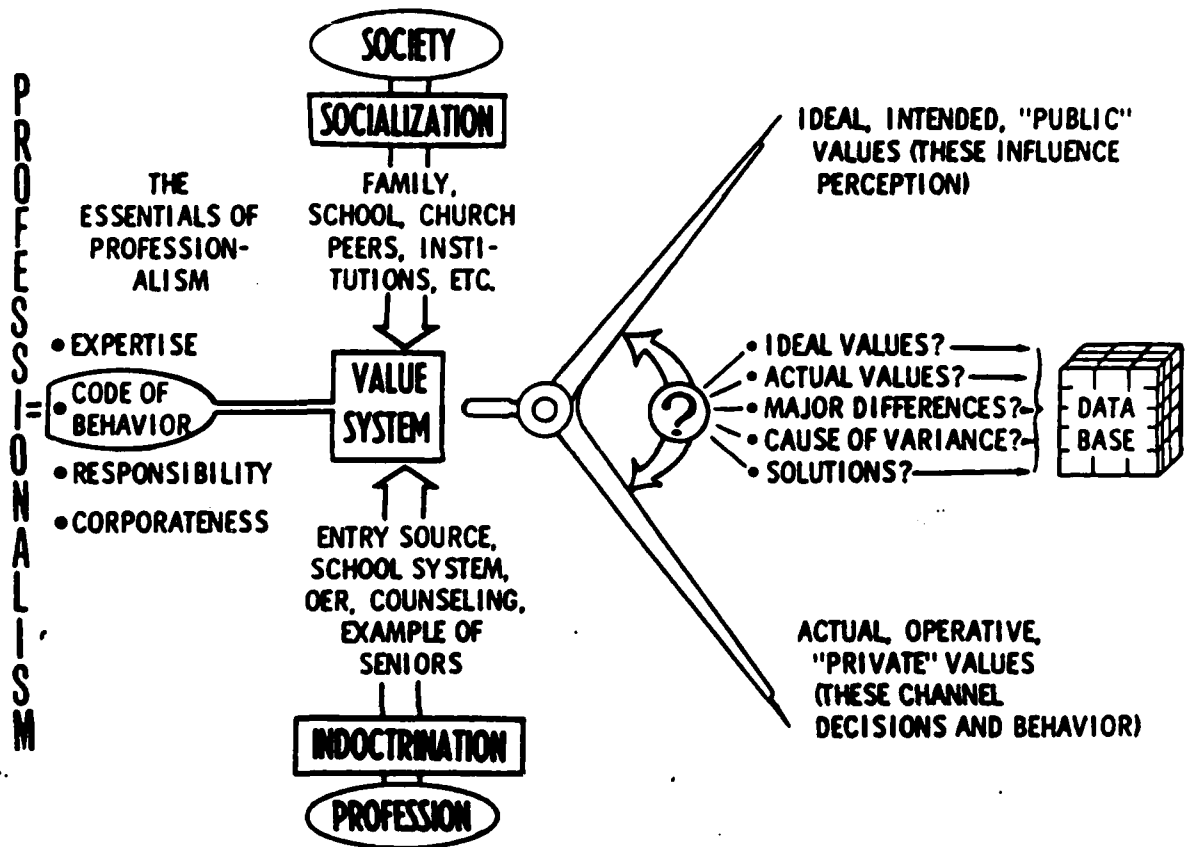 PROFESSIONALISM
=
THE
ESSENTIALS OF
PROFESSION-
ALISM
• EXPERTISE
• CODE OF
BEHAVIOR
• RESPONSIBILITY
• CORPORATENESS
SOCIETY
SOCIALIZATION
FAMILY,
SCHOOL, CHURCH
PEERS, INSTI-
TUTIONS, ETC.
VALUE
SYSTEM
ENTRY SOURCE,
SCHOOL SYSTEM,
OER, COUNSELING,
EXAMPLE OF
SENIORS
INDOCTRINATION
PROFESSION
IDEAL, INTENDED, "PUBLIC"
VALUES (THESE INFLUENCE
PERCEPTION)
?
• IDEAL VALUES?
• ACTUAL VALUES?
• MAJOR DIFFERENCES?
• CAUSE OF VARIANCE?
• SOLUTIONS?
DATA
BASE
ACTUAL, OPERATIVE,
"PRIVATE" VALUES
(THESE CHANNEL
DECISIONS AND BEHAVIOR)